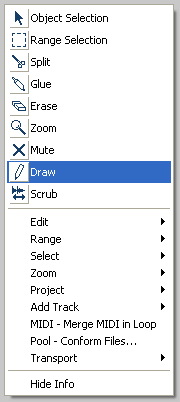 Object Selection
Range Selection
Split
Glue
Erase
Zoom
Mute
Draw
Scrub
Edit
Range
Select
Zoom
Project
Add Track
MIDI - Merge MIDI in Loop
Pool - Conform Files...
Transport
Hide Info